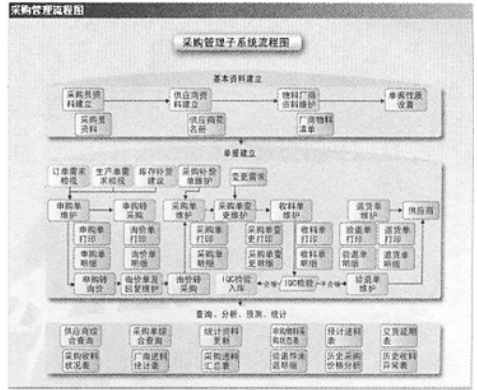 采购管理流程图
采购管理子系统流程图
基本资料建立
采购员资
料建立
供应商资
料建立
物料厂商
资料维护
单据性质
设置
采购员
资料
供应商花
名册
厂商物料
清单
单据建立
订单需求
检视
生产单需
求检视
库存补货
建议
采购补货
单维护
变更需求
申购单
维护
申购转
采购
采购单
维护
采购单变
更维护
收料单
维护
退货单
维护
供应商
申购单
打印
询价单
打印
采购单
打印
采购单变
更打印
收料单
打印
验退单
打印
退货单
打印
申购单
明细
询价单
明细
采购单
明细
采购单变
更明细
收料单
明细
验退单
明细
退货单
明细
申购转
询价
询价单及
回复维护
询价转
采购
IQC检验
入库
合格
IQC检验
不合格
验退单
维护
查询、分析、预测、统计
供应商综
合查询
采购单综
合查询
统计资料
更新
申购物料采
购状态表
预计进料
表
交货延期
表
采购收料
状况表
厂商进料
统计表
采购进料
汇总表
验退件未
退明细
历史采购
价格分析
历史收料
异常表